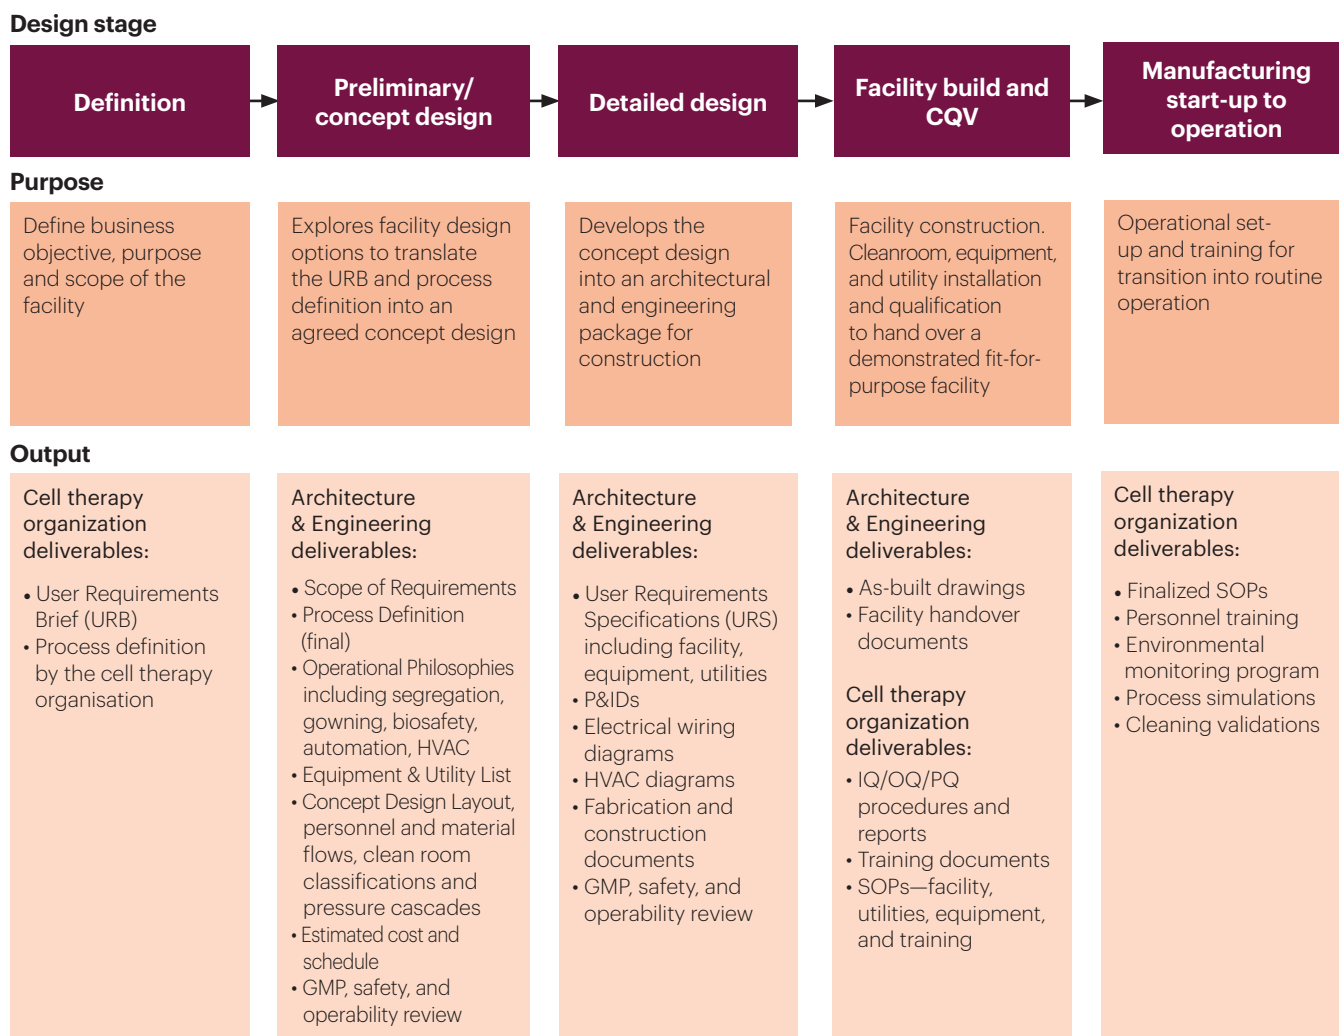 Design stage
Definition
Preliminary/
concept design
Detailed design
Facility build and
CQV
Manufacturing
start-up to
operation
Purpose
Define business
objective, purpose
and scope of the
facility
Explores facility design
options to translate
the URB and process
definition into an
agreed concept design
Develops the
concept design
into an architectural
and engineering
package for
construction
Facility construction.
Cleanroom, equipment,
and utility installation
and qualification
to hand over a
demonstrated fit-for-
purpose facility
Operational set-
up and training for
transition into routine
operation
Output
Cell therapy
organization
deliverables:
• User Requirements
Brief (URB)
• Process definition
by the cell therapy
organisation
Architecture
& Engineering
deliverables:
• Scope of Requirements
• Process Definition
(final)
• Operational Philosophies
including segregation,
gowning, biosafety,
automation, HVAC
• Equipment & Utility List
• Concept Design Layout,
personnel and material
flows, clean room
classifications and
pressure cascades
• Estimated cost and
schedule
• GMP, safety, and
operability review
Architecture
& Engineering
deliverables:
• User Requirements
Specifications (URS)
including facility,
equipment, utilities
• P&IDs
• Electrical wiring
diagrams
• HVAC diagrams
• Fabrication and
construction
documents
• GMP, safety, and
operability review
Architecture
& Engineering
deliverables:
• As-built drawings
• Facility handover
documents
Cell therapy
organization
deliverables:
• IQ/OQ/PQ
procedures and
reports
• Training documents
• SOPs—facility,
utilities, equipment,
and training
Cell therapy
organization
deliverables:
• Finalized SOPs
• Personnel training
• Environmental
monitoring program
• Process simulations
• Cleaning validations